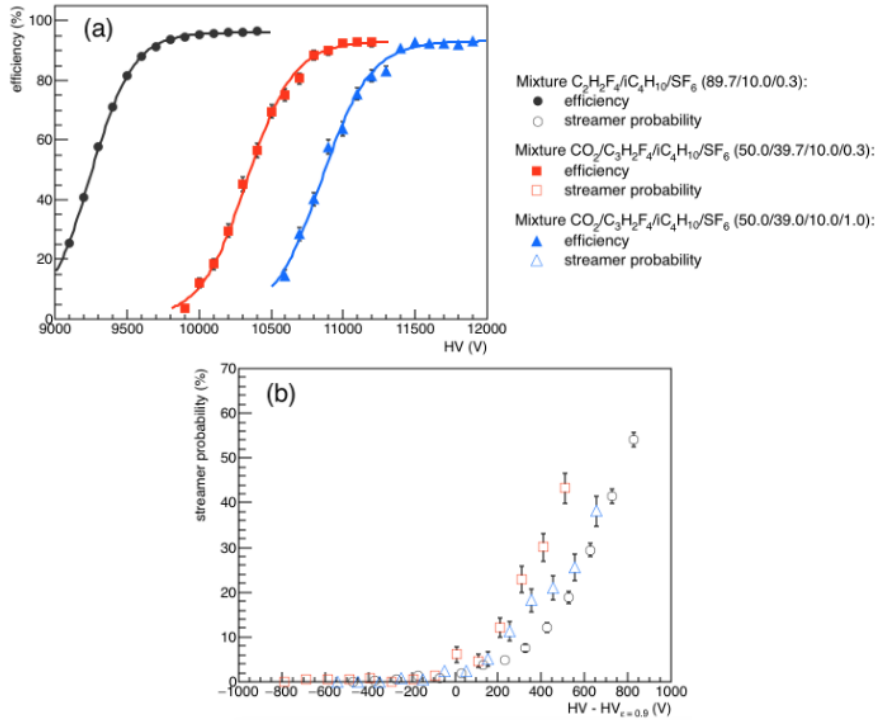 (a)
efficiency (%)
100
80
60
40
20
0
9000 9500 10000 10500 11000 11500 12000
HV (V)
Mixture C₂H₂F₄/iC₄H₁₀/SF₆ (89.7/10.0/0.3):
efficiency
streamer probability
Mixture CO₂/C₃H₂F₄/iC₄H₁₀/SF₆ (50.0/39.7/10.0/0.3):
efficiency
streamer probability
Mixture CO₂/C₃H₂F₄/iC₄H₁₀/SF₆ (50.0/39.0/10.0/1.0):
efficiency
streamer probability
(b)
streamer probability (%)
70
60
50
40
30
20
10
0
−1000 −800 −600 −400 −200 0 200 400 600 800 1000
HV - HV ε = 0.9 (V)